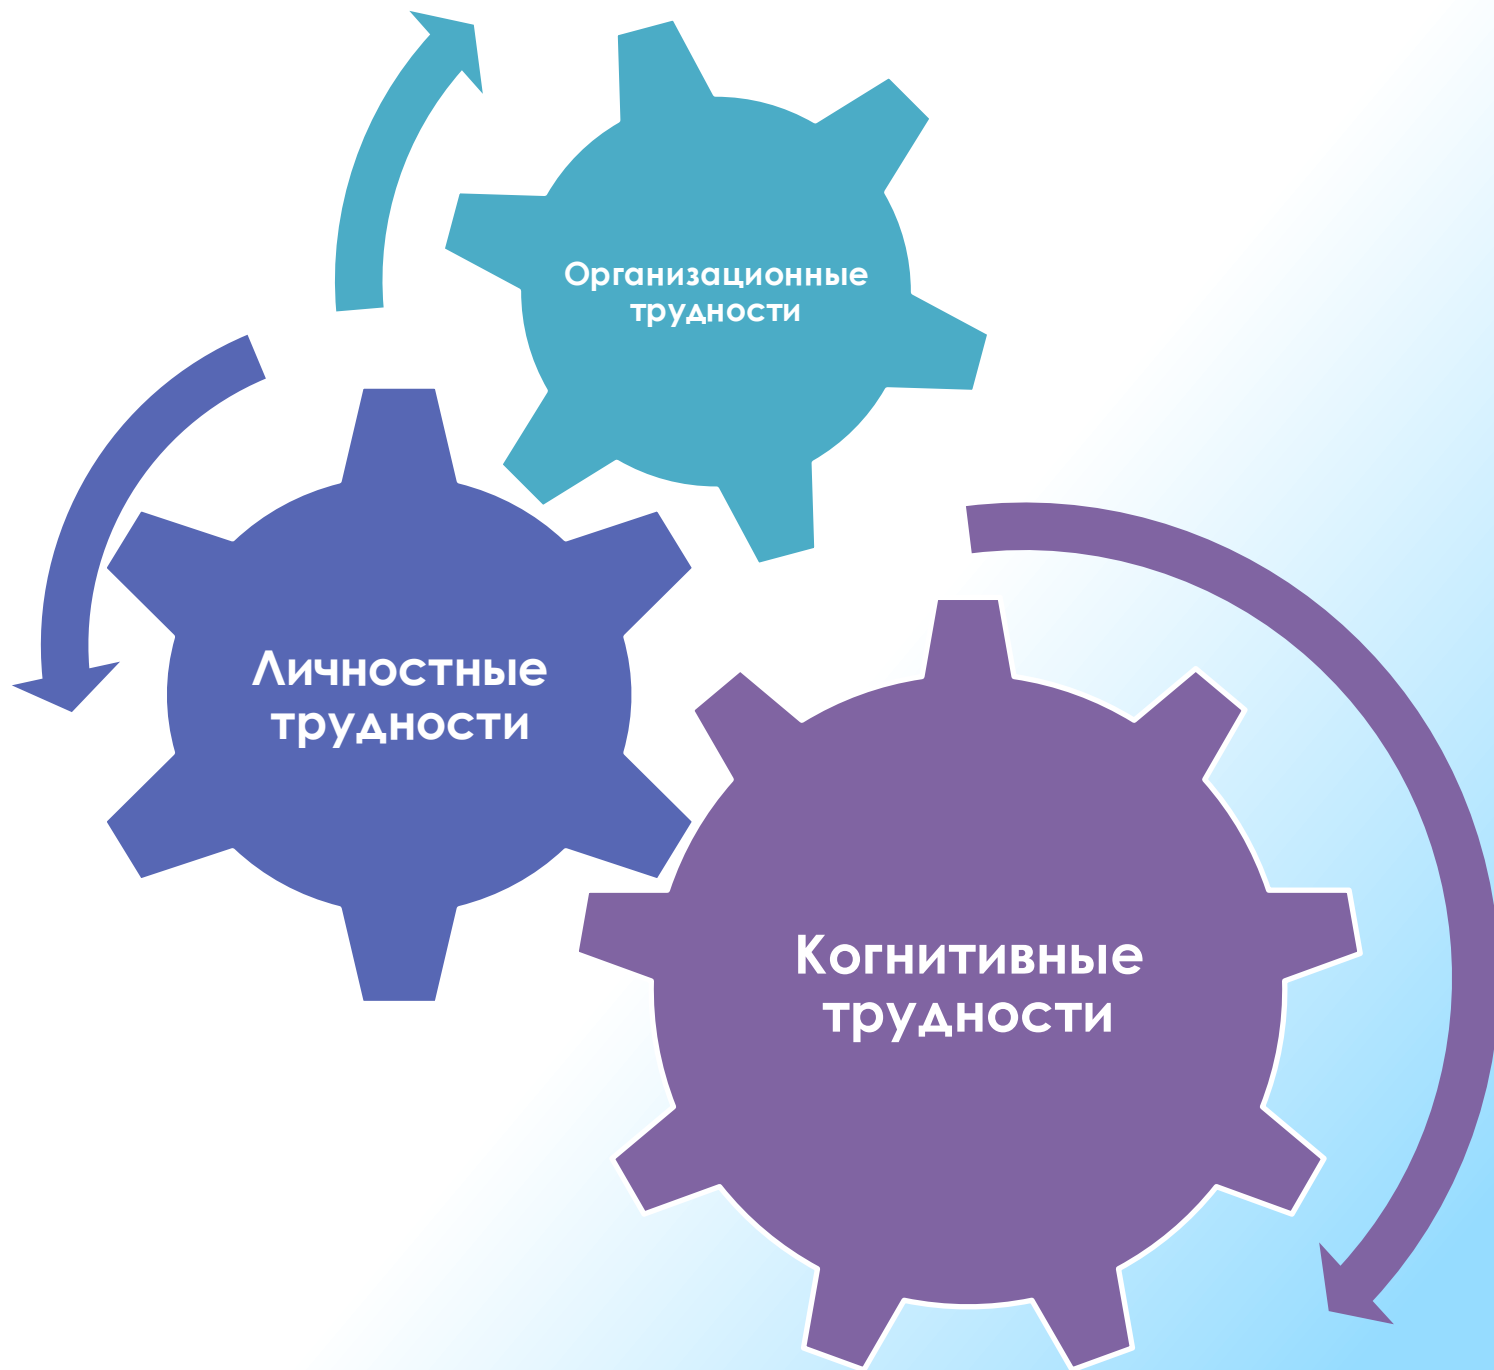 Организационные
трудности
Личностные
трудности
Когнитивные
трудности